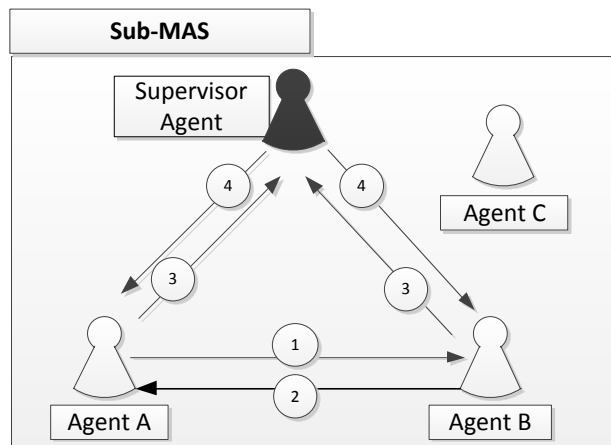 Sub-MAS
Supervisor
Agent
4
4
Agent C
3
3
1
2
Agent A
Agent B